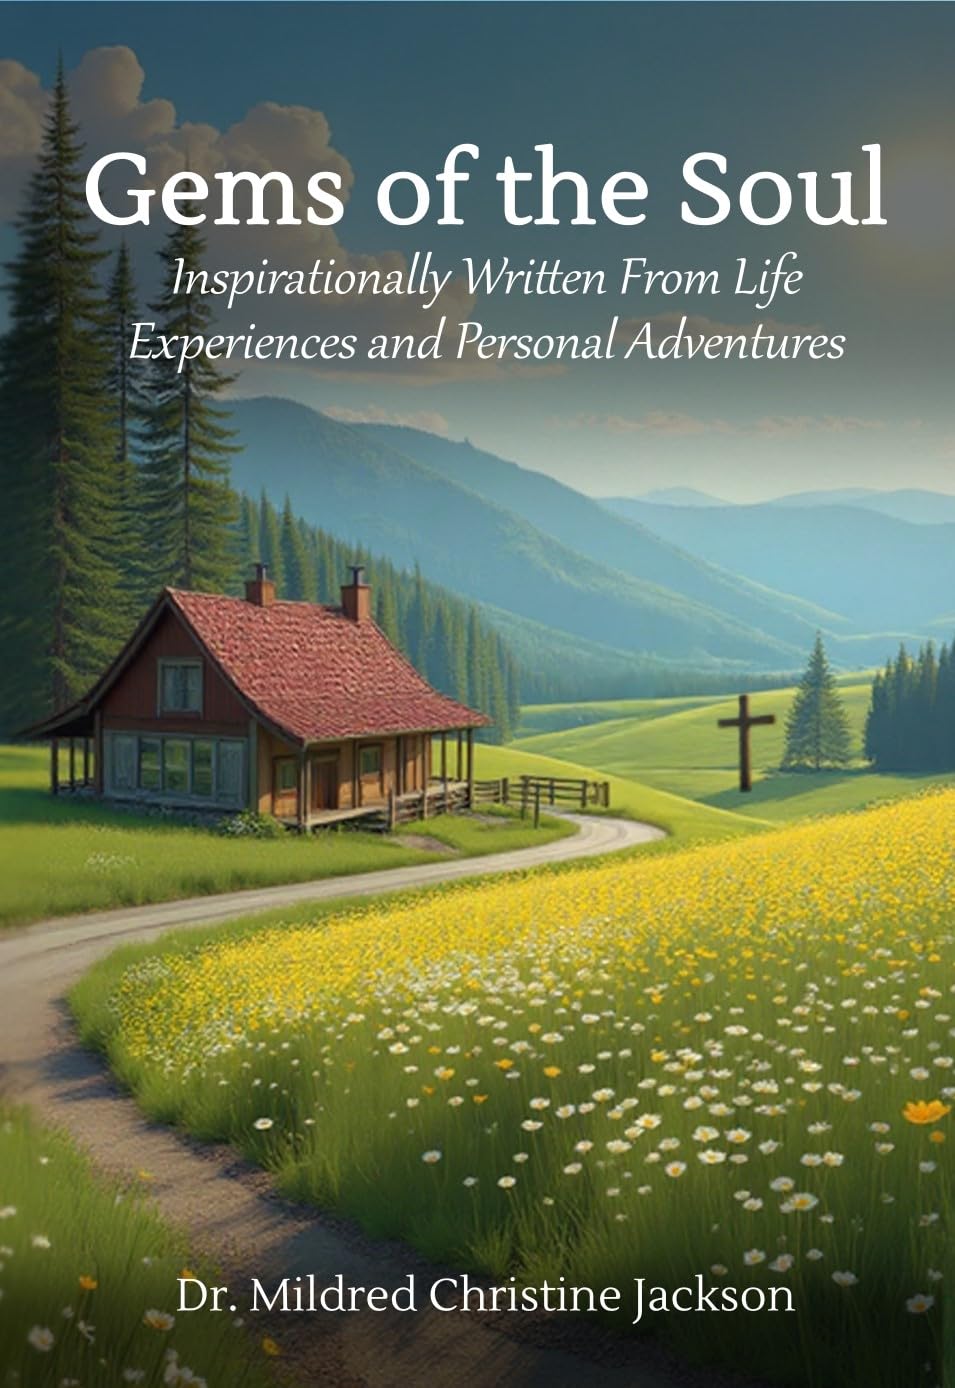 Gems of the Soul
Inspirationally Written From Life
Experiences and Personal Adventures
Dr. Mildred Christine Jackson